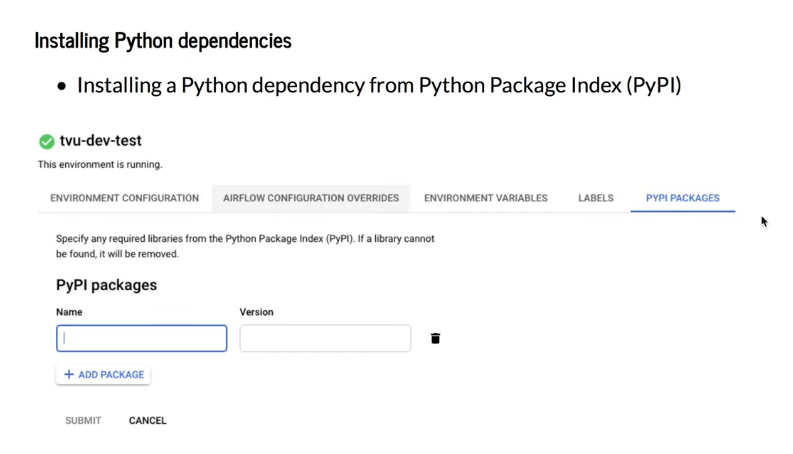 Installing Python dependencies
• Installing a Python dependency from Python Package Index (PyPI)
tvu-dev-test
This environment is running.
ENVIRONMENT CONFIGURATION AIRFLOW CONFIGURATION OVERRIDES ENVIRONMENT VARIABLES LABELS PYPI PACKAGES
Specify any required libraries from the Python Package Index (PyPI). If a library cannot
be found, it will be removed.
PyPI packages
Name Version
+ ADD PACKAGE
SUBMIT CANCEL